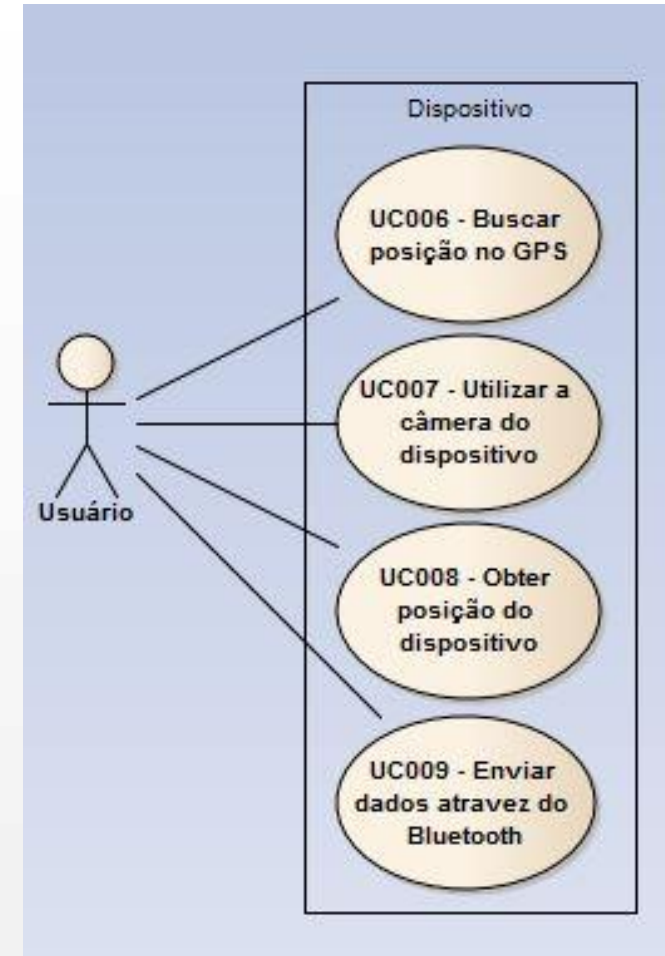 Dispositivo
UC006 - Buscar
posição no GPS
UC007 - Utilizar a
câmera do
dispositivo
Usuário
UC008 - Obter
posição do
dispositivo
UC009 - Enviar
dados atravez do
Bluetooth